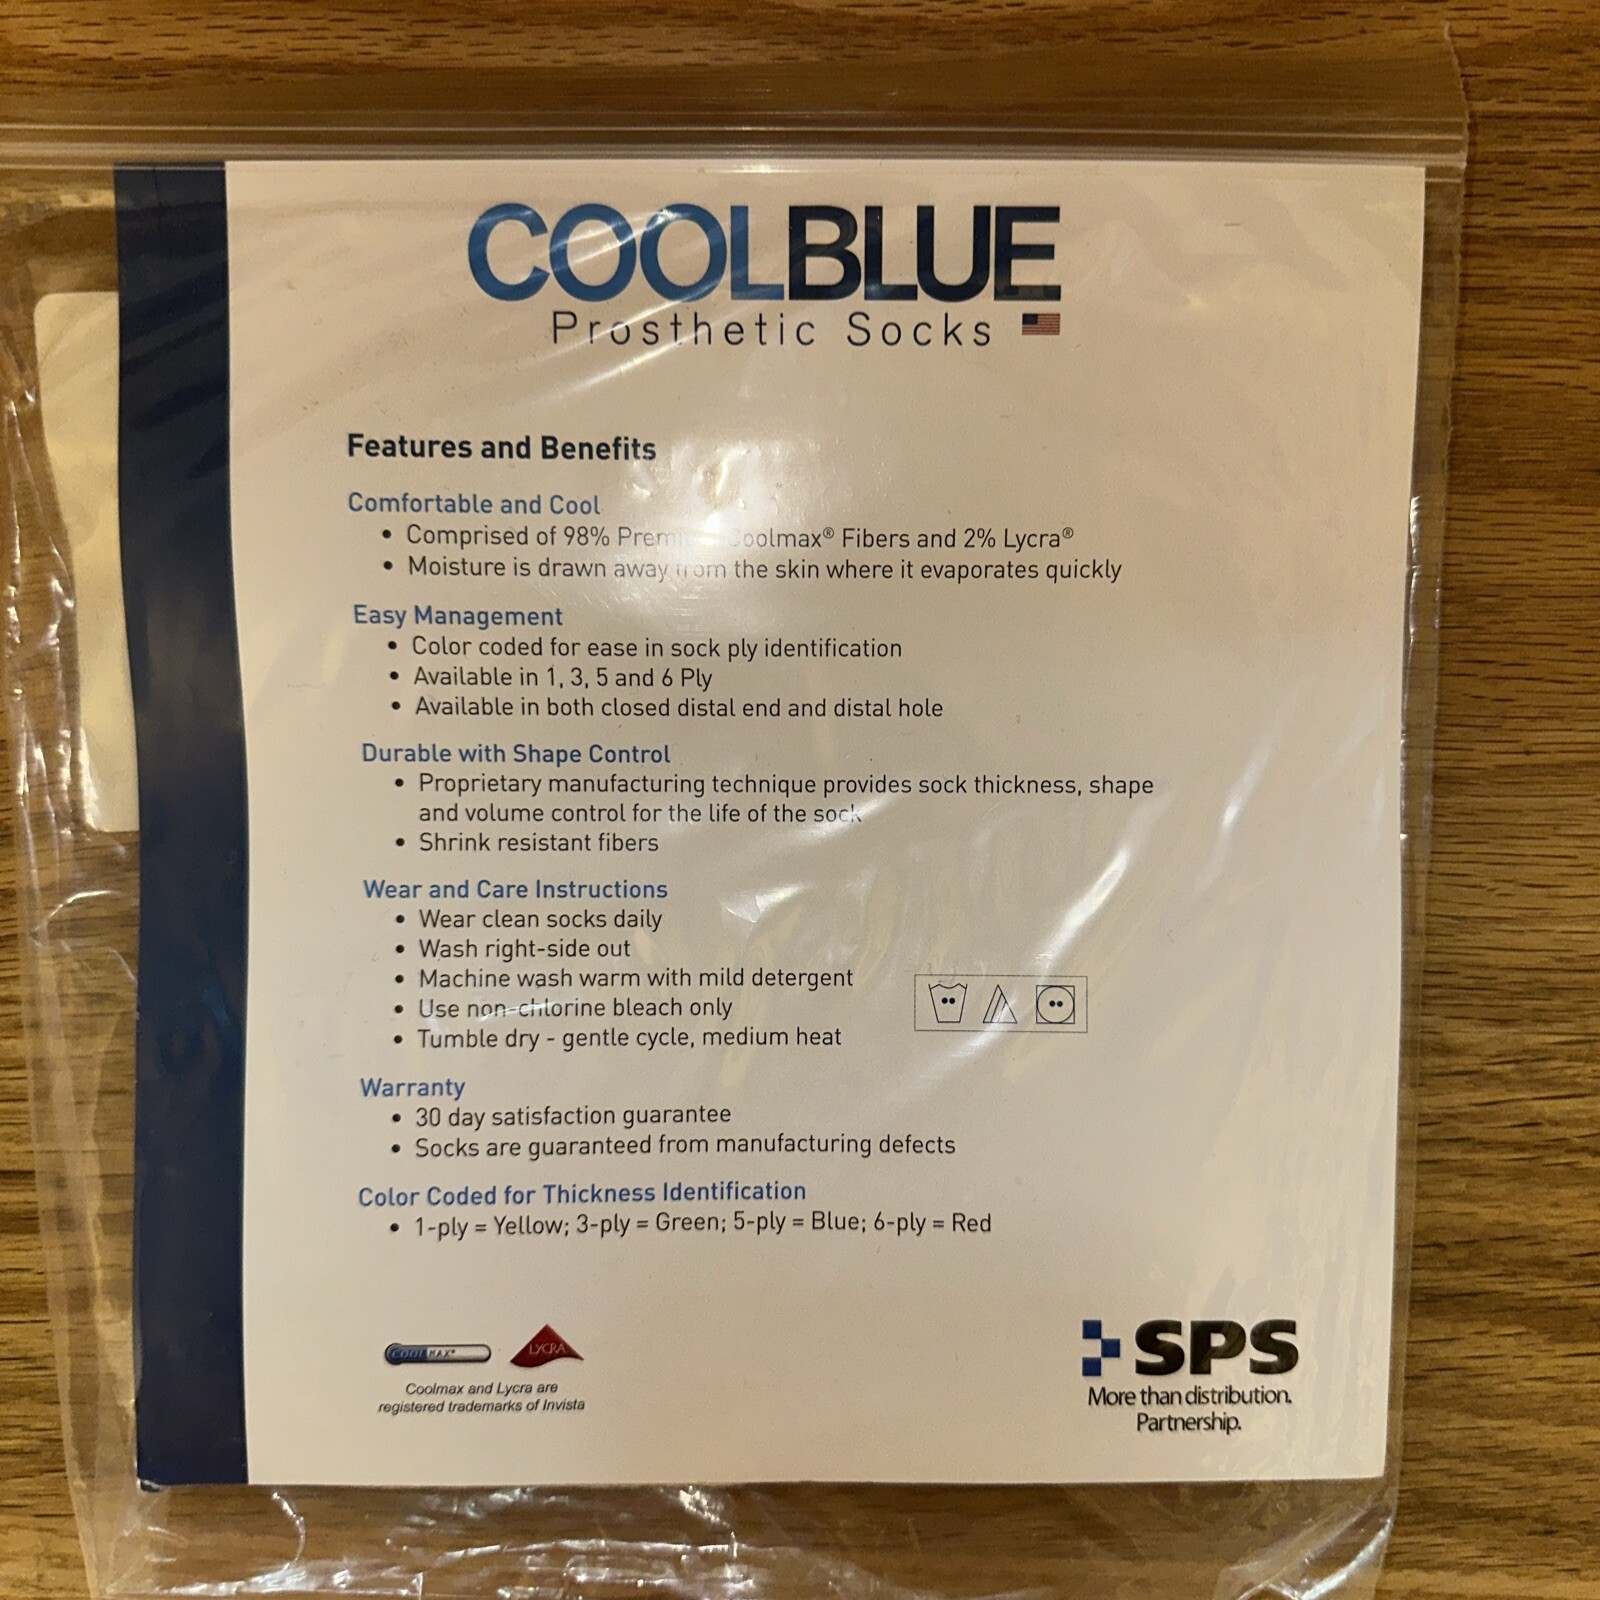 COOLBLUE
Prosthetic Socks
Features and Benefits
Comfortable and Cool
• Comprised of 98% Coolmax® Fibers and 2% Lycra®
• Moisture is drawn away from the skin where it evaporates quickly
Easy Management
• Color coded for ease in sock ply identification
• Available in 1, 3, 5 and 6 Ply
• Available in both closed distal end and distal hole
Durable with Shape Control
• Proprietary manufacturing technique provides sock thickness, shape
and volume control for the life of the sock
• Shrink resistant fibers
Wear and Care Instructions
• Wear clean socks daily
• Wash right-side out
• Machine wash warm with mild detergent
• Use non-chlorine bleach only
• Tumble dry - gentle cycle, medium heat
Warranty
• 30 day satisfaction guarantee
• Socks are guaranteed from manufacturing defects
Color Coded for Thickness Identification
• 1-ply = Yellow; 3-ply = Green; 5-ply = Blue; 6-ply = Red
COOLMAX®
LYCRA
Coolmax and Lycra are
registered trademarks of Invista
SPS
More than distribution.
Partnership.